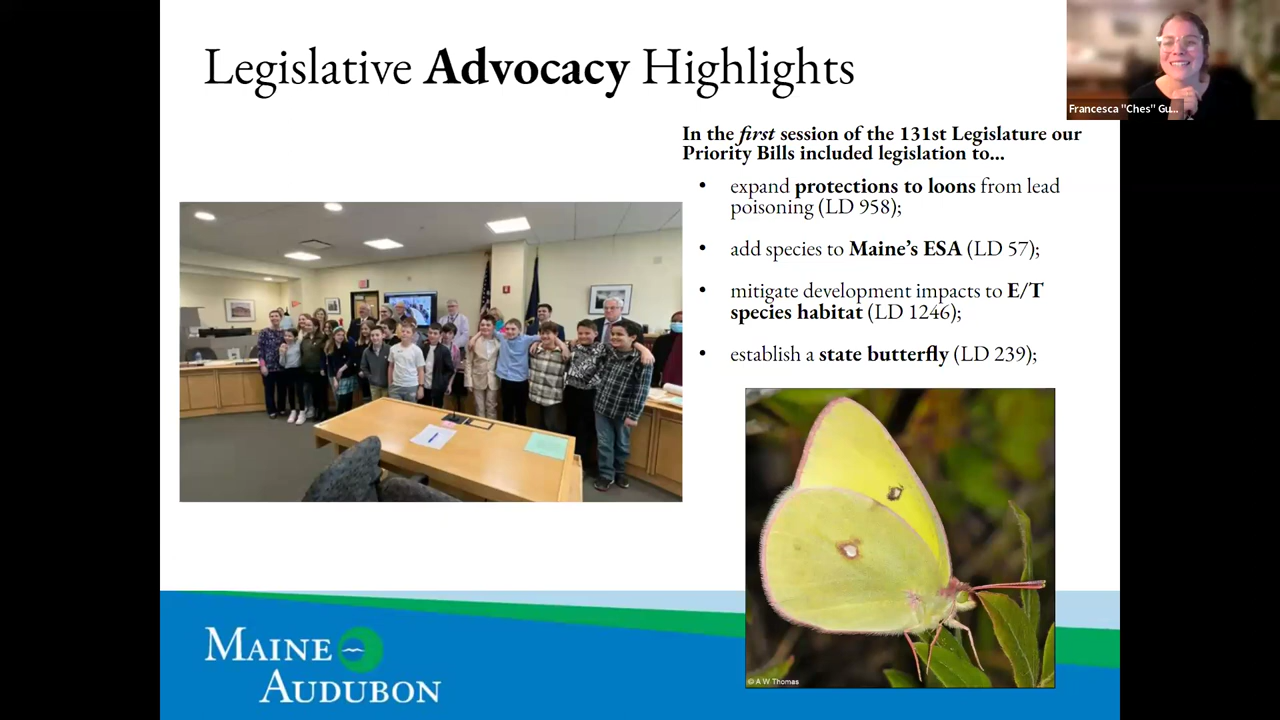 Legislative Advocacy Highlights
Francesca "Ches" Gu...
In the first session of the 131st Legislature our
Priority Bills included legislation to...
• expand protections to loons from lead
poisoning (LD 958);
• add species to Maine's ESA (LD 57);
• mitigate development impacts to E/T
species habitat (LD 1246);
• establish a state butterfly (LD 239);
© A W Thomas
MAINE
AUDUBON